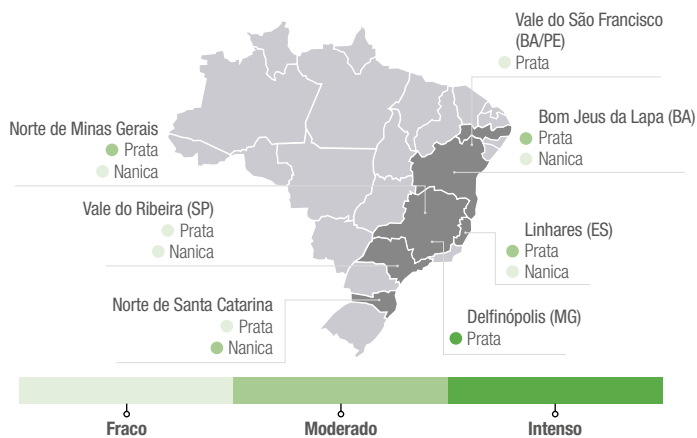 Vale do São Francisco
(BA/PE)
Prata
Bom Jeus da Lapa (BA)
Prata
Nanica
Norte de Minas Gerais
Prata
Nanica
Vale do Ribeira (SP)
Prata
Nanica
Linhares (ES)
Prata
Nanica
Norte de Santa Catarina
Prata
Nanica
Delfinópolis (MG)
Prata
Fraco
Moderado
Intenso